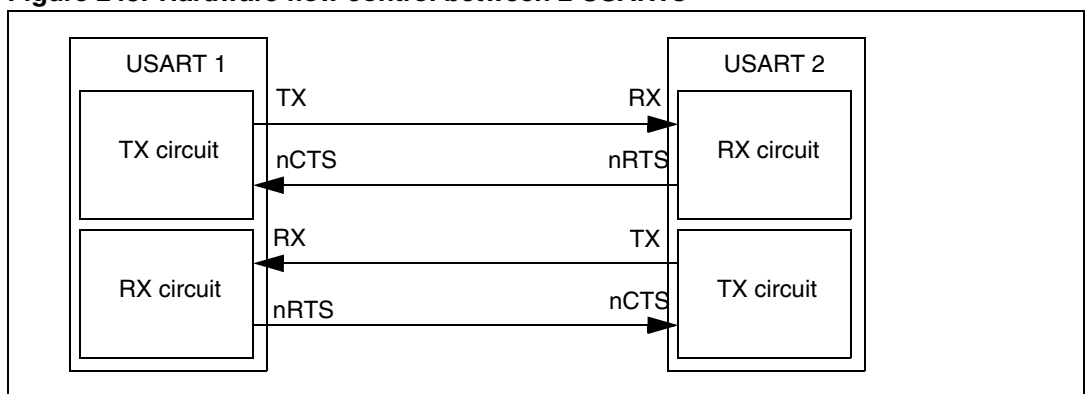 USART 1
USART 2
TX
RX
TX circuit
RX circuit
nCTS
nRTS
RX
TX
RX circuit
TX circuit
nRTS
nCTS